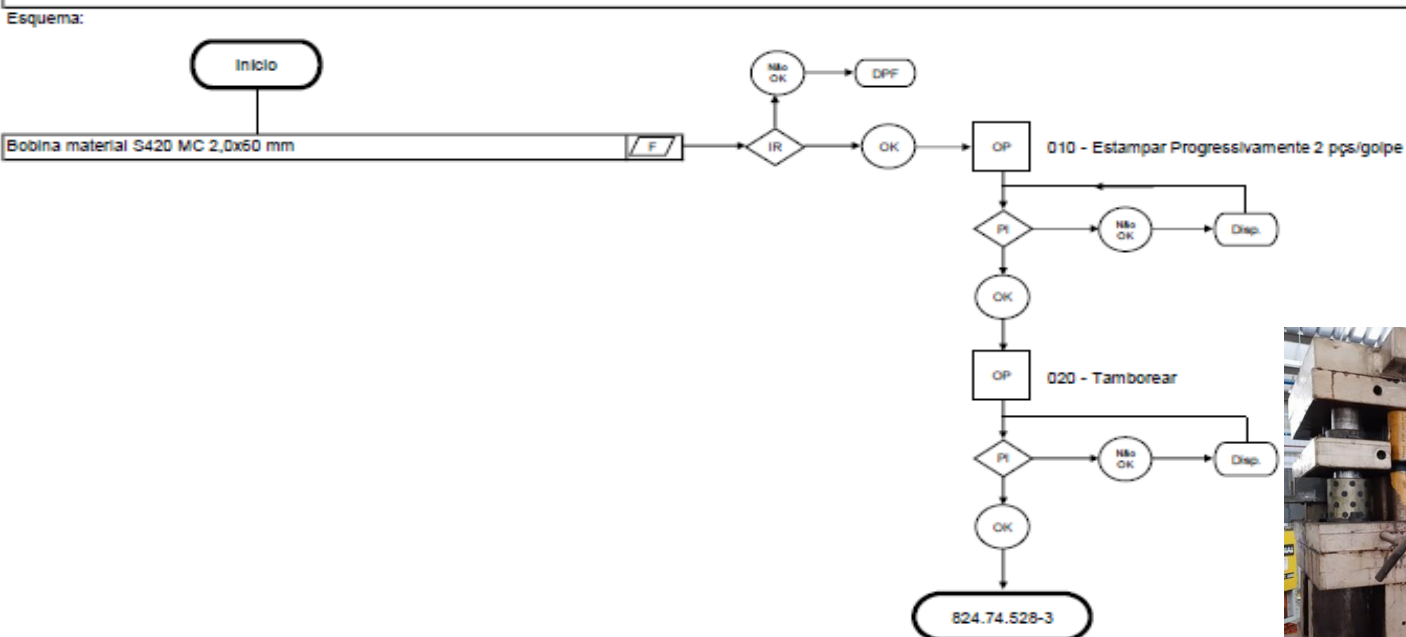 Esquema:
Início
Não
OK
DPF
Bobina material S420 MC 2,0x60 mm
F
IR
OK
OP
010 - Estampar Progressivamente 2 pçs/golpe
PI
Não
OK
Disp.
OK
OP
020 - Tamborear
PI
Não
OK
Disp.
OK
824.74.528-3